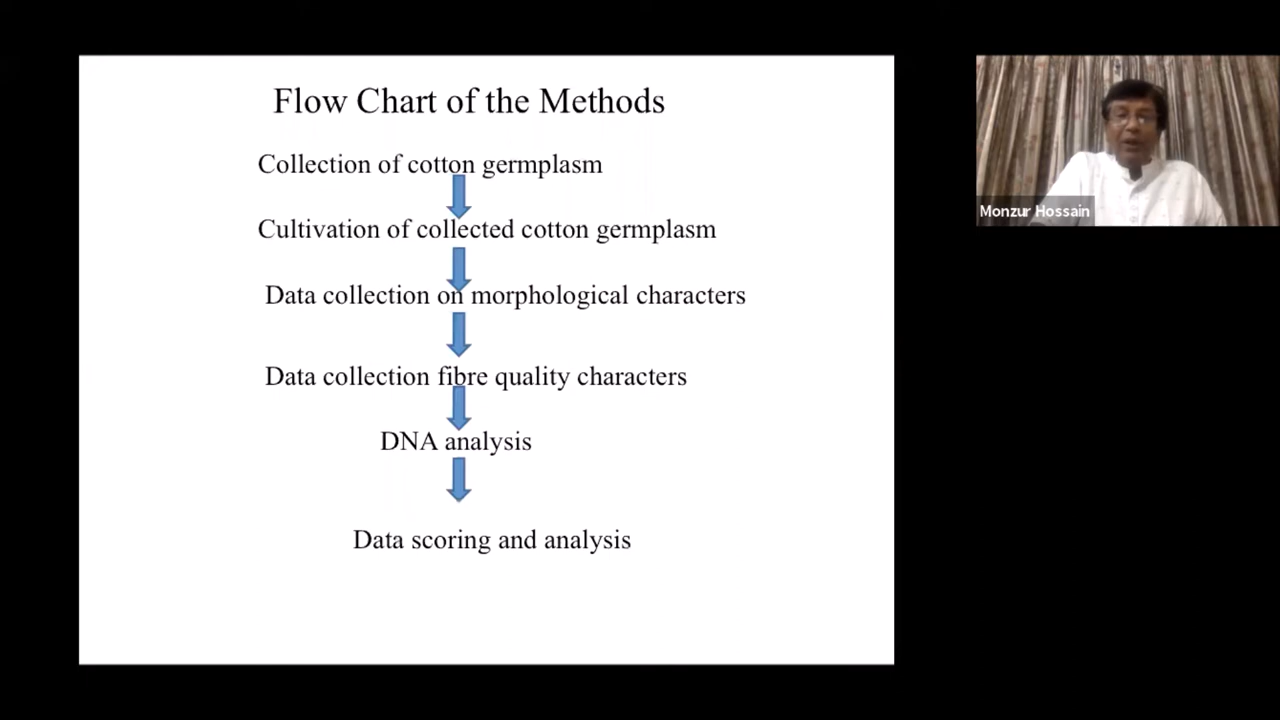 Flow Chart of the Methods
Collection of cotton germplasm
Cultivation of collected cotton germplasm
Data collection on morphological characters
Data collection fibre quality characters
DNA analysis
Data scoring and analysis
Monzur Hossain